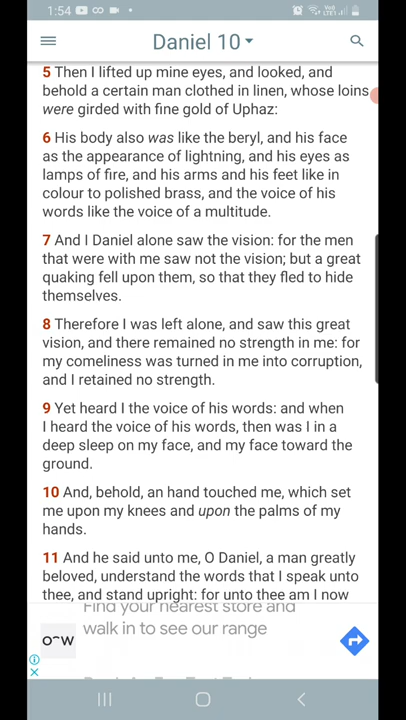 1:54
Daniel 10
5 Then I lifted up mine eyes, and looked, and
behold a certain man clothed in linen, whose loins
were girded with fine gold of Uphaz:
6 His body also was like the beryl, and his face
as the appearance of lightning, and his eyes as
lamps of fire, and his arms and his feet like in
colour to polished brass, and the voice of his
words like the voice of a multitude.
7 And I Daniel alone saw the vision: for the men
that were with me saw not the vision; but a great
quaking fell upon them, so that they fled to hide
themselves.
8 Therefore I was left alone, and saw this great
vision, and there remained no strength in me: for
my comeliness was turned in me into corruption,
and I retained no strength.
9 Yet heard I the voice of his words: and when
I heard the voice of his words, then was I in a
deep sleep on my face, and my face toward the
ground.
10 And, behold, an hand touched me, which set
me upon my knees and upon the palms of my
hands.
11 And he said unto me, O Daniel, a man greatly
beloved, understand the words that I speak unto
thee, and stand upright: for unto thee am I now
Find your nearest store and
walk in to see our range